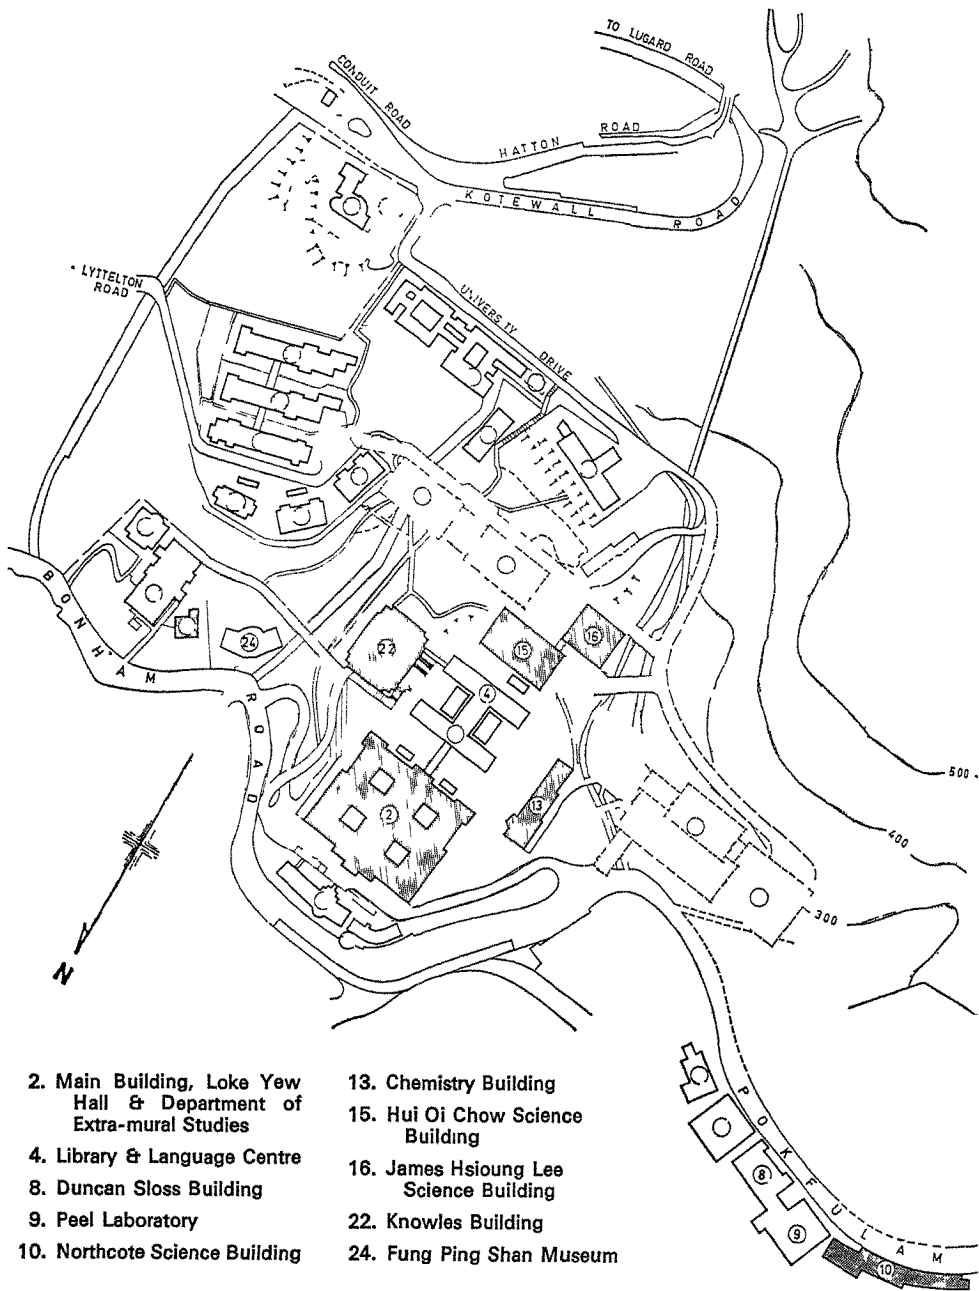 TO LUGARD ROAD
CONDUIT ROAD
HATTON ROAD
KOTEWALL ROAD
LYTTELTON
ROAD
UNIVERSITY DRIVE
BONHAM ROAD
24
22
15
16
4
2
13
500
400
300
N
POKFULAM
8
9
10
2. Main Building, Loke Yew
Hall & Department of
Extra-mural Studies
4. Library & Language Centre
8. Duncan Sloss Building
9. Peel Laboratory
10. Northcote Science Building
13. Chemistry Building
15. Hui Oi Chow Science
Building
16. James Hsioung Lee
Science Building
22. Knowles Building
24. Fung Ping Shan Museum